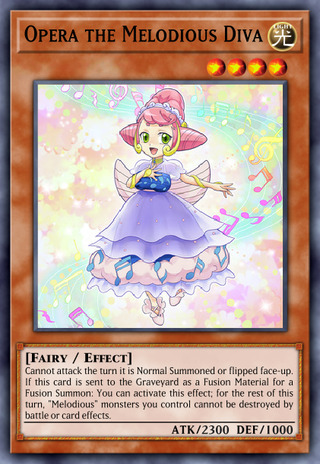 Opera the Melodious Diva
LIGHT
光
[Fairy / Effect]
Cannot attack the turn it is Normal Summoned or flipped face-up.
If this card is sent to the Graveyard as a Fusion Material for a
Fusion Summon: You can activate this effect; for the rest of
this turn, "Melodious" monsters you control cannot be destroyed by
battle or card effects.
ATK/2300 DEF/1000